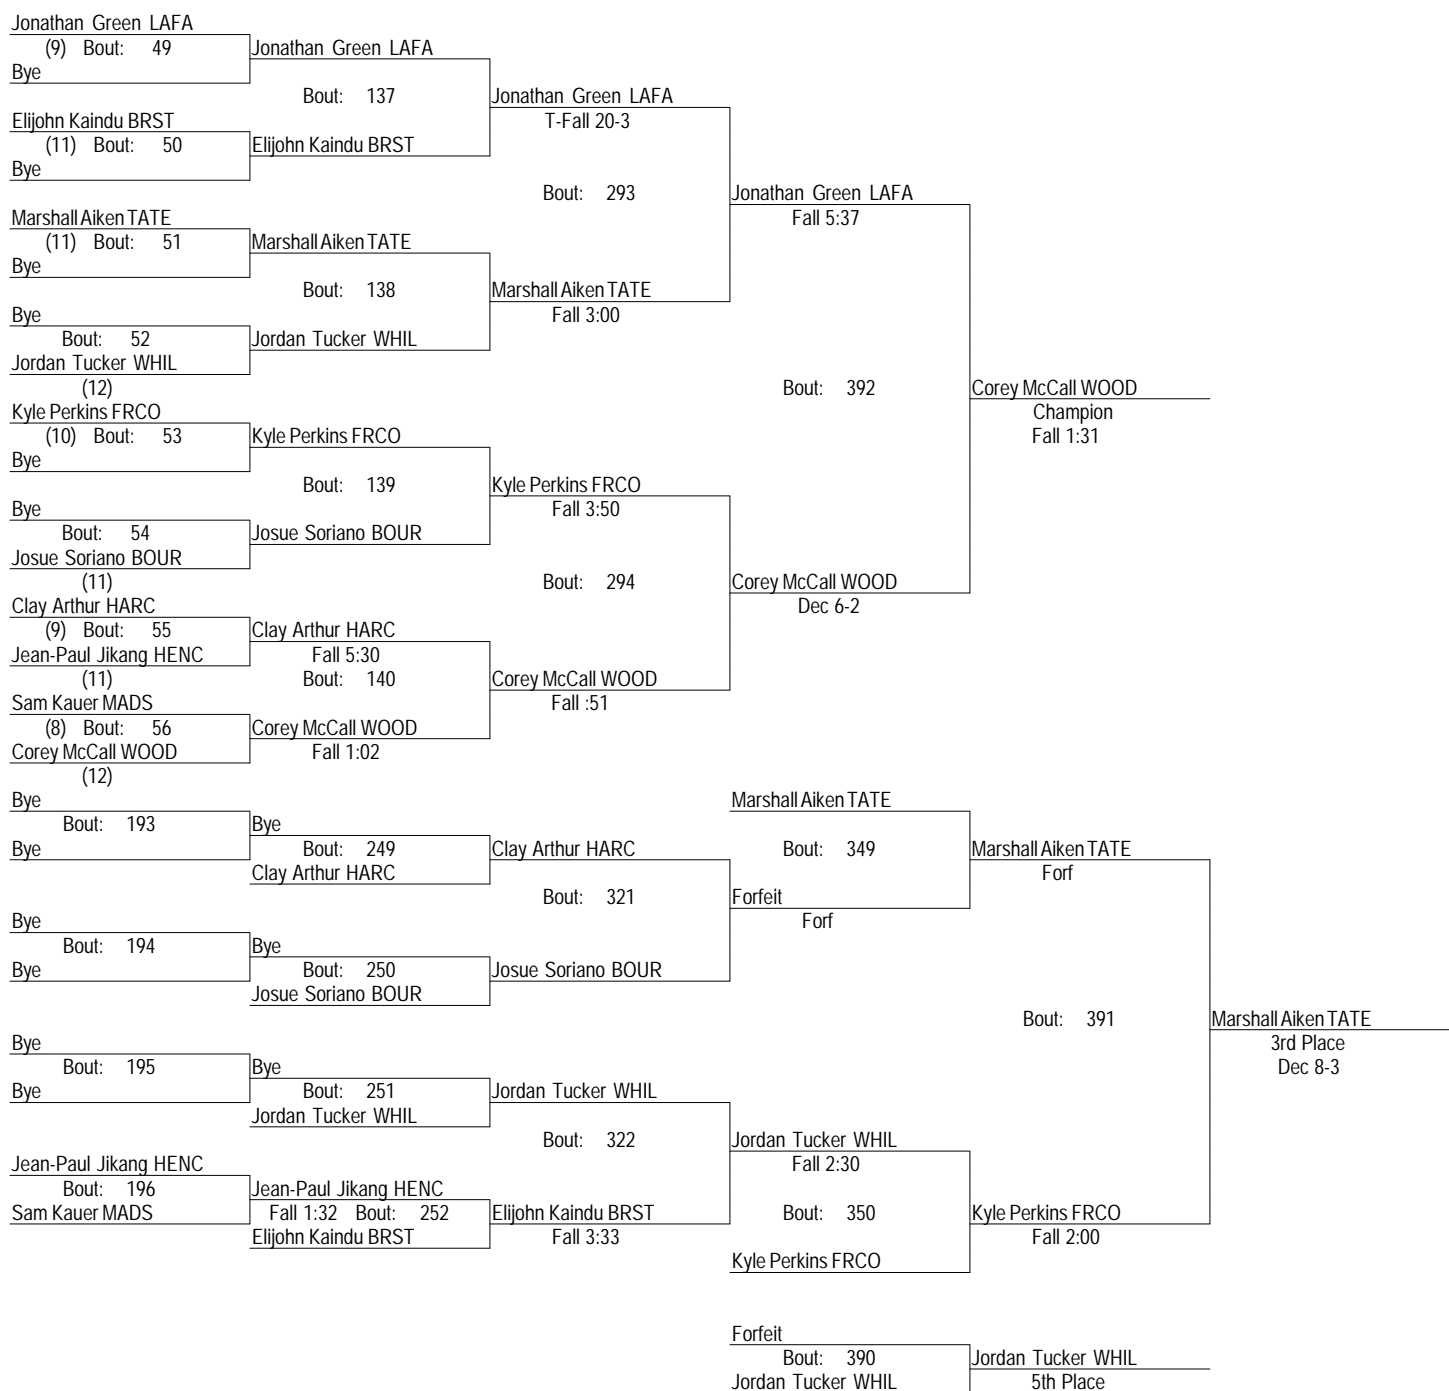 Jonathan Green LAFA
(9) Bout: 49 Jonathan Green LAFA
Bye
Bout: 137 Jonathan Green LAFA
Elijohn Kaindu BRST T-Fall 20-3
(11) Bout: 50 Elijohn Kaindu BRST
Bye
Bout: 293 Jonathan Green LAFA
Marshall Aiken TATE Fall 5:37
(11) Bout: 51 Marshall Aiken TATE
Bye
Bout: 138 Marshall Aiken TATE
Bye Fall 3:00
Bout: 52 Jordan Tucker WHIL
Jordan Tucker WHIL
(12) Bout: 392 Corey McCall WOOD
Kyle Perkins FRCO Champion
(10) Bout: 53 Kyle Perkins FRCO Fall 1:31
Bye
Bout: 139 Kyle Perkins FRCO
Bye Fall 3:50
Bout: 54 Josue Soriano BOUR
Josue Soriano BOUR
(11) Bout: 294 Corey McCall WOOD
Clay Arthur HARC Dec 6-2
(9) Bout: 55 Clay Arthur HARC
Jean-Paul Jikang HENC Fall 5:30
(11) Bout: 140 Corey McCall WOOD
Sam Kauer MADS Fall :51
(8) Bout: 56 Corey McCall WOOD
Corey McCall WOOD Fall 1:02
(12)
Bye Marshall Aiken TATE
Bout: 193 Bye
Bye Bout: 249 Clay Arthur HARC Bout: 349 Marshall Aiken TATE
Clay Arthur HARC Forf
Bout: 321 Forfeit
Bye Forf
Bout: 194 Bye
Bye Bout: 250 Josue Soriano BOUR
Josue Soriano BOUR
Bout: 391 Marshall Aiken TATE
Bye 3rd Place
Bout: 195 Bye Dec 8-3
Bye Bout: 251 Jordan Tucker WHIL
Jordan Tucker WHIL
Bout: 322 Jordan Tucker WHIL
Jean-Paul Jikang HENC Fall 2:30
Bout: 196 Jean-Paul Jikang HENC
Sam Kauer MADS Fall 1:32 Bout: 252 Elijohn Kaindu BRST Bout: 350 Kyle Perkins FRCO
Elijohn Kaindu BRST Fall 3:33 Fall 2:00
Kyle Perkins FRCO
Forfeit
Bout: 390 Jordan Tucker WHIL
Jordan Tucker WHIL 5th Place